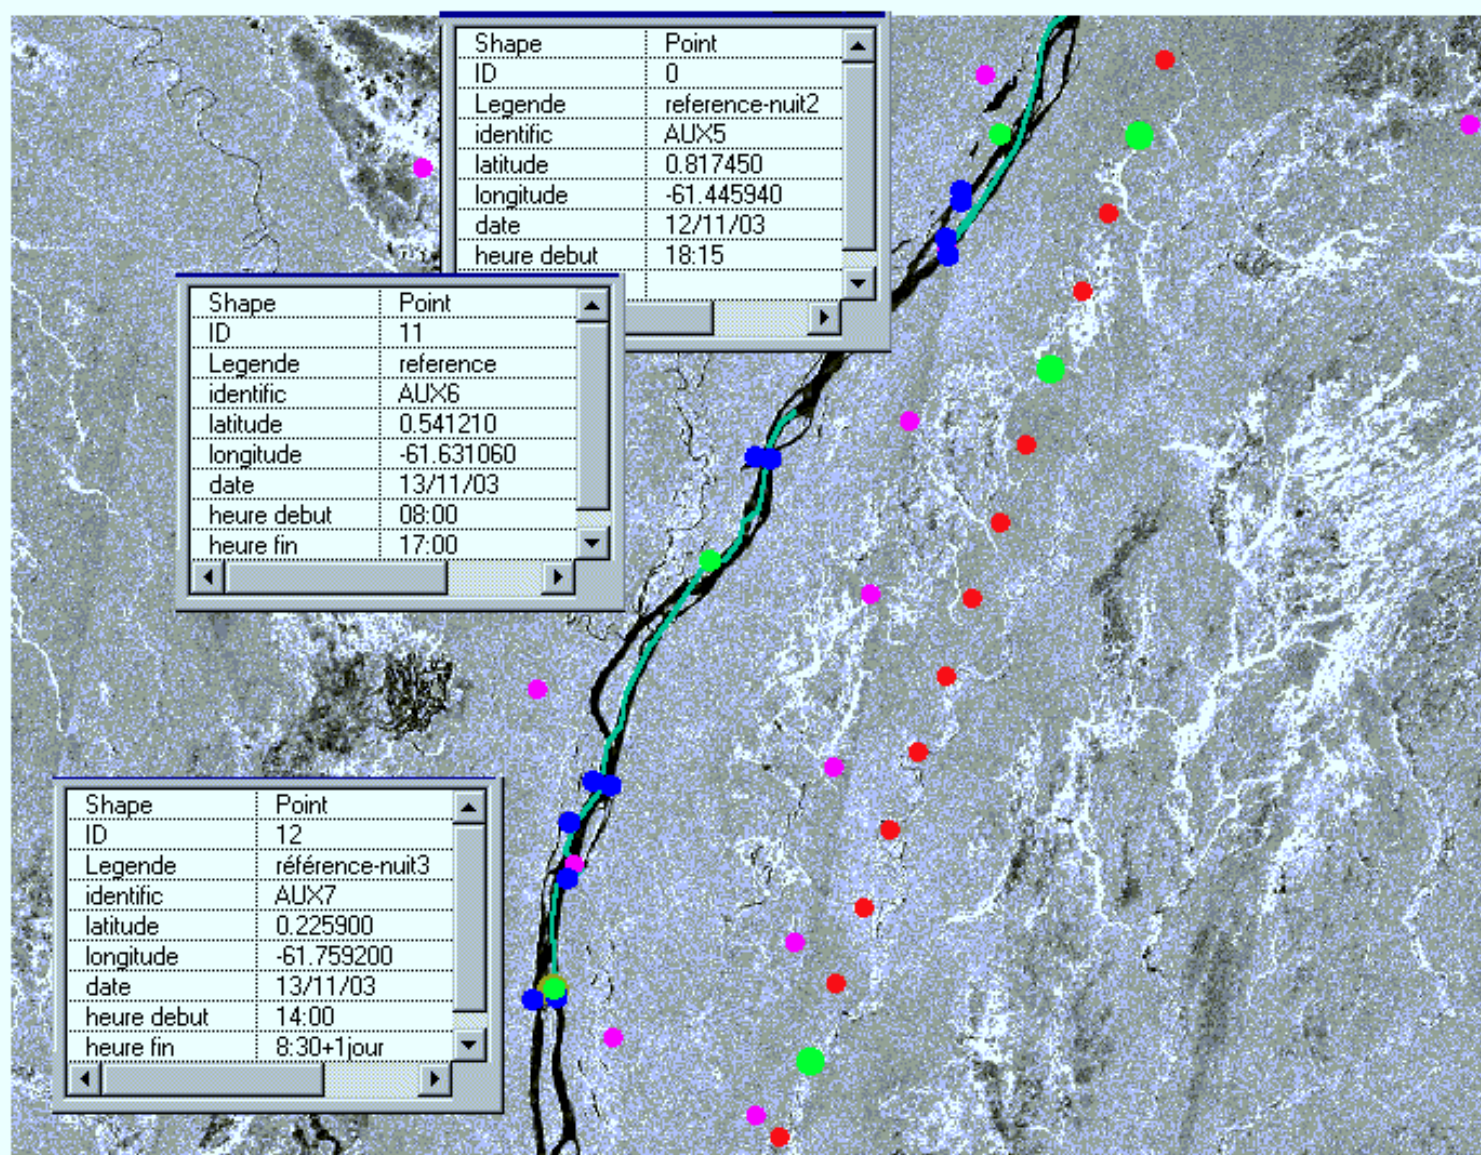 Shape Point
ID 0
Legende reference-nuit2
identific AUX5
latitude 0.817450
longitude -61.445940
date 12/11/03
heure debut 18:15
Shape Point
ID 11
Legende reference
identific AUX6
latitude 0.541210
longitude -61.631060
date 13/11/03
heure debut 08:00
heure fin 17:00
Shape Point
ID 12
Legende référence-nuit3
identific AUX7
latitude 0.225900
longitude -61.759200
date 13/11/03
heure debut 14:00
heure fin 8:30+1jour